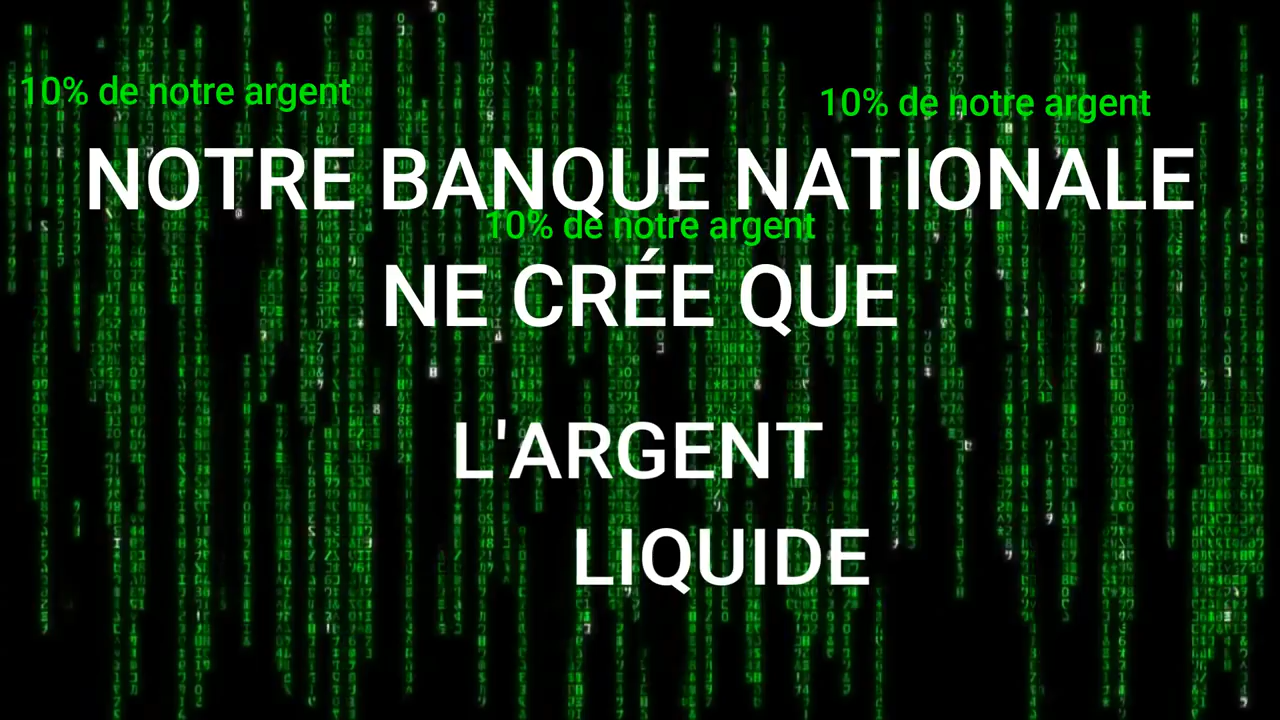 10% de notre argent
10% de notre argent
NOTRE BANQUE NATIONALE
10% de notre argent
NE CRÉE QUE
L'ARGENT
LIQUIDE